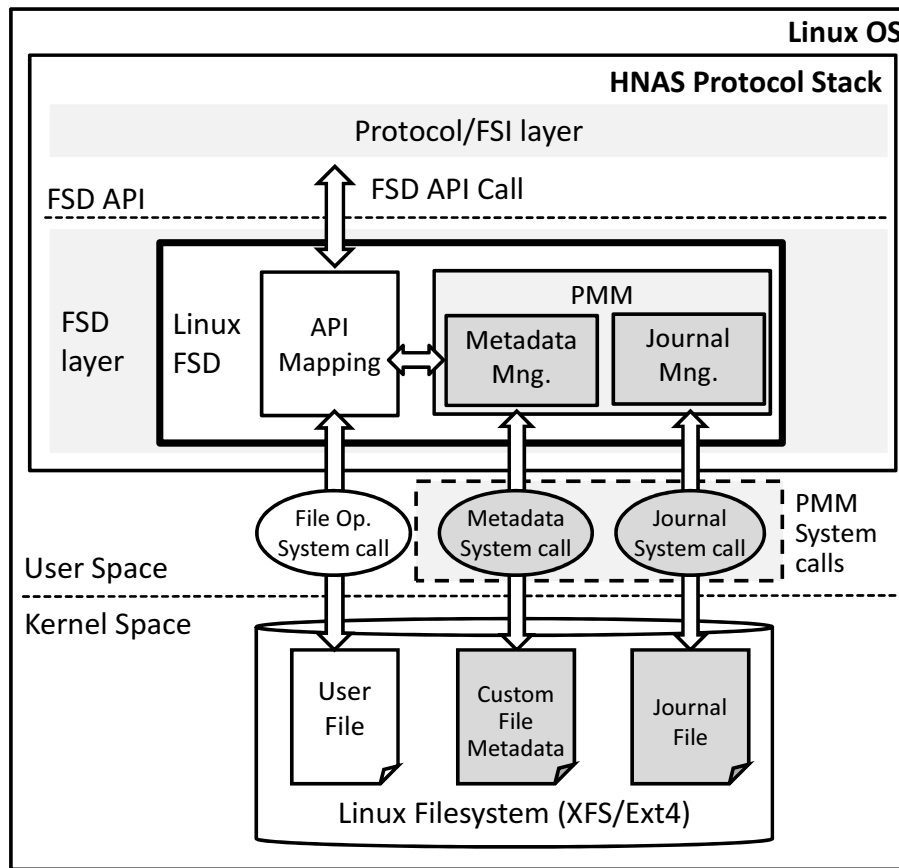 Linux OS
HNAS Protocol Stack
Protocol/FSI layer
FSD API
FSD API Call
FSD
layer
Linux
FSD
API
Mapping
PMM
Metadada
Mng.
Journal
Mng.
File Op.
System call
Metadata
System call
Journal
System call
PMM
System
calls
User Space
Kernel Space
User
File
Custom
File
Metadata
Journal
File
Linux Filesystem (XFS/Ext4)